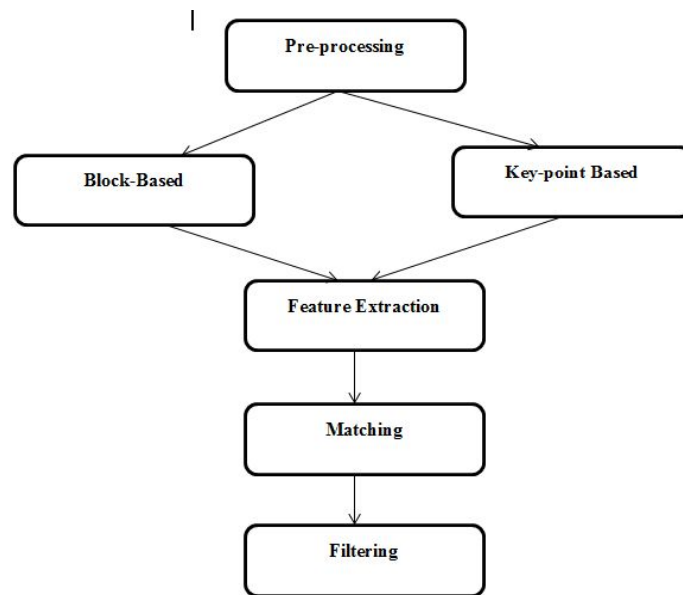 Pre-processing
Block-Based
Key-point Based
Feature Extraction
Matching
Filtering